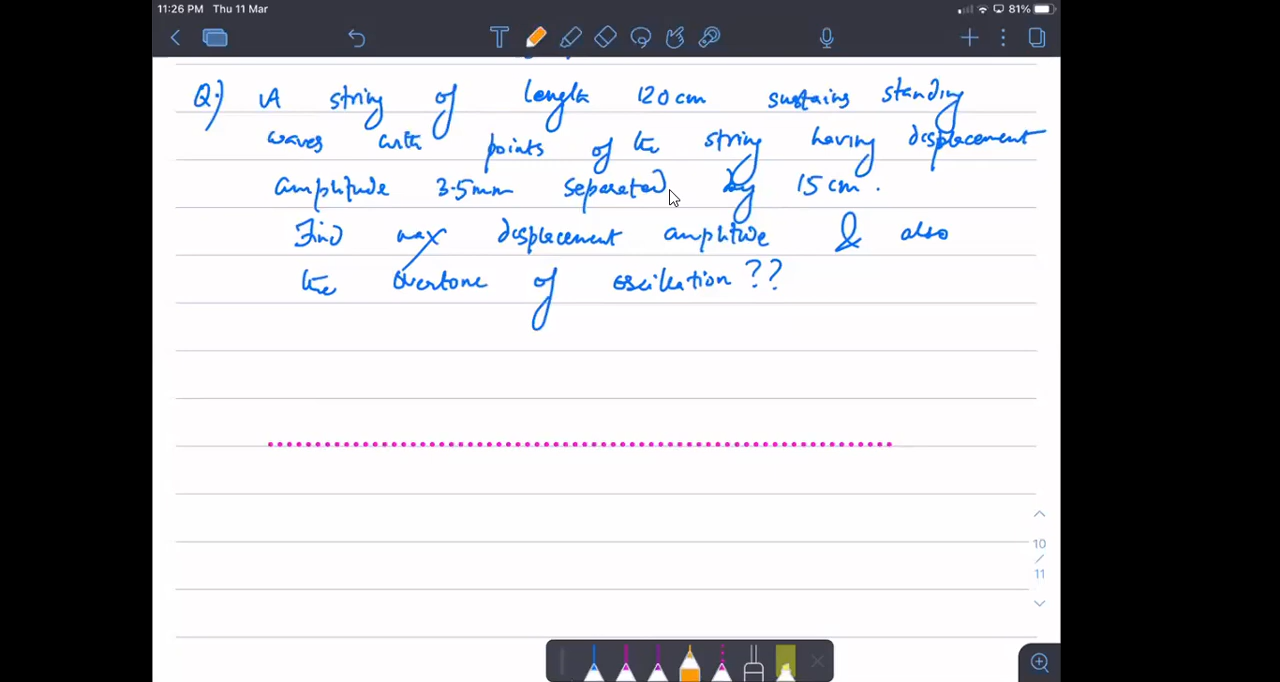 11:26 PM Thu 11 Mar
81%
T
Q:) A string of length 120 cm sustains standing
waves with points of the string having displacement
amplitude 3.5mm separated by 15 cm.
Find max displacement amplitude & also
the overtone of oscillation ??
10
/
11